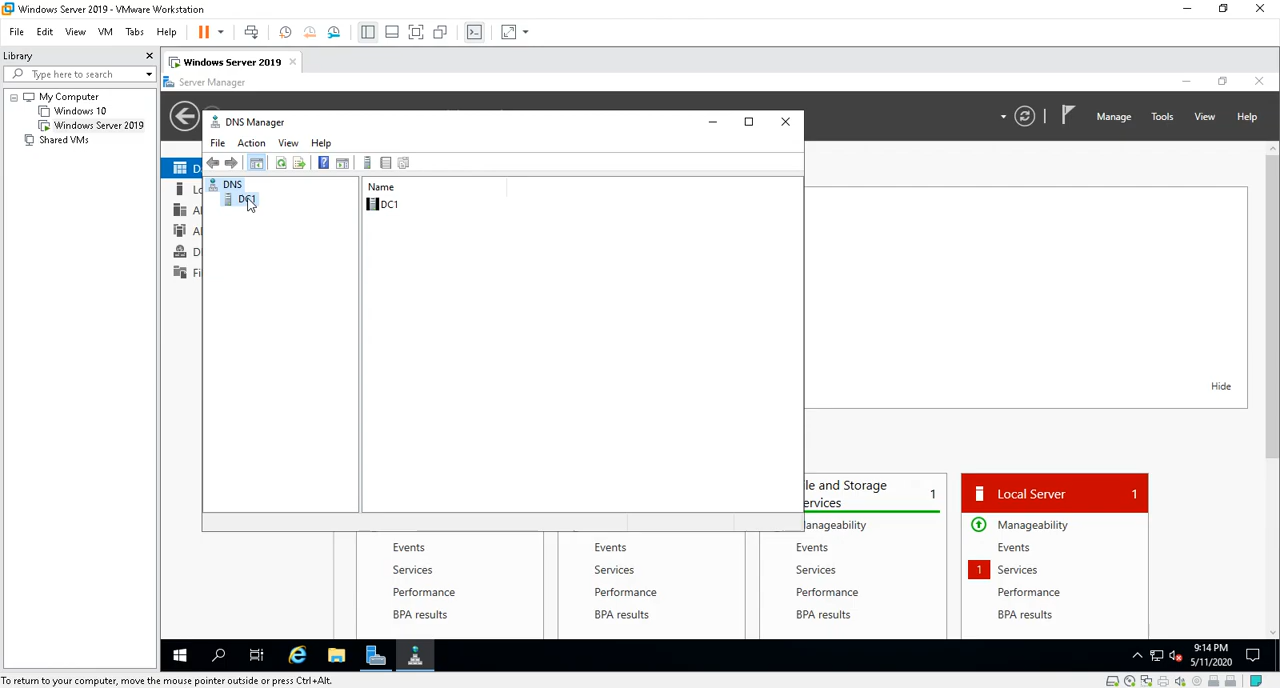 Windows Server 2019 - VMware Workstation
File Edit View VM Tabs Help
Library
Windows Server 2019
Type here to search
Server Manager
My Computer
Windows 10
Windows Server 2019
Shared VMs
Manage Tools View Help
DNS Manager
File Action View Help
DNS
DC1
Name
DC1
Hide
File and Storage 1
Services
Manageability
Events
Services
Performance
BPA results
Local Server 1
Manageability
Events
1 Services
Performance
BPA results
Events
Services
Performance
BPA results
Events
Services
Performance
BPA results
9:14 PM
5/11/2020
To return to your computer, move the mouse pointer outside or press Ctrl+Alt.